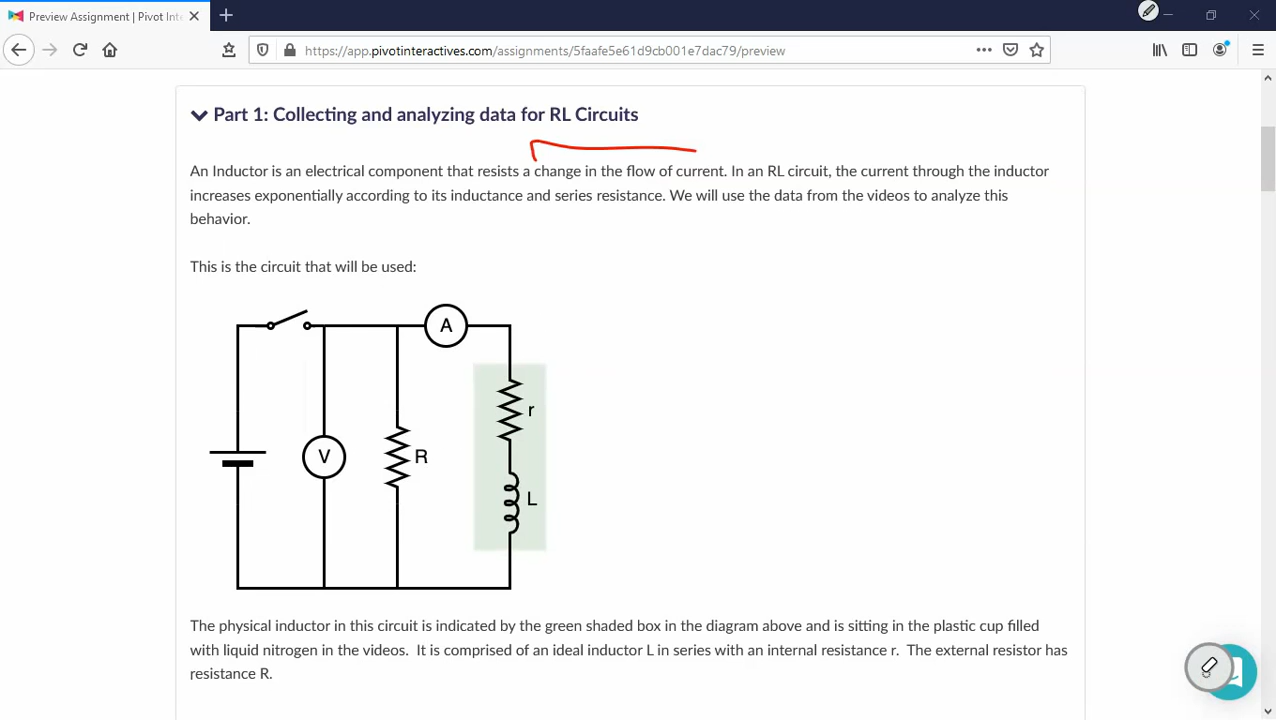 Preview Assignment | Pivot Inte
https://app.pivotinteractives.com/assignments/5faafe5e61d9cb001e7dac79/preview
Part 1: Collecting and analyzing data for RL Circuits
An Inductor is an electrical component that resists a change in the flow of current. In an RL circuit, the current through the inductor
increases exponentially according to its inductance and series resistance. We will use the data from the videos to analyze this
behavior.
This is the circuit that will be used:
A
r
V
R
L
The physical inductor in this circuit is indicated by the green shaded box in the diagram above and is sitting in the plastic cup filled
with liquid nitrogen in the videos. It is comprised of an ideal inductor L in series with an internal resistance r. The external resistor has
resistance R.